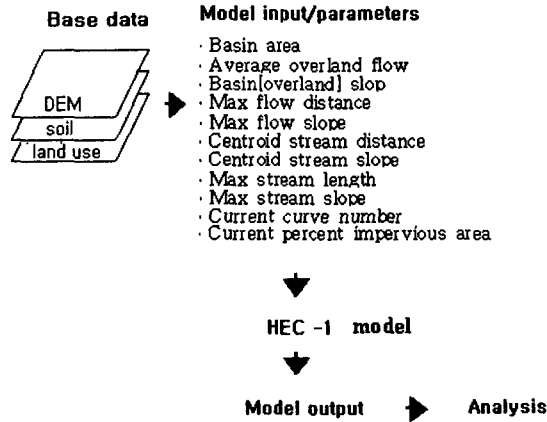 Base data
DEM
soil
land use
Model input/parameters
· Basin area
· Average overland flow
· Basin[overland] slop
· Max flow distance
· Max flow slope
· Centroid stream distance
· Centroid stream slope
· Max stream length
· Max stream slope
· Current curve number
· Current percent impervious area
HEC -1 model
Model output
Analysis